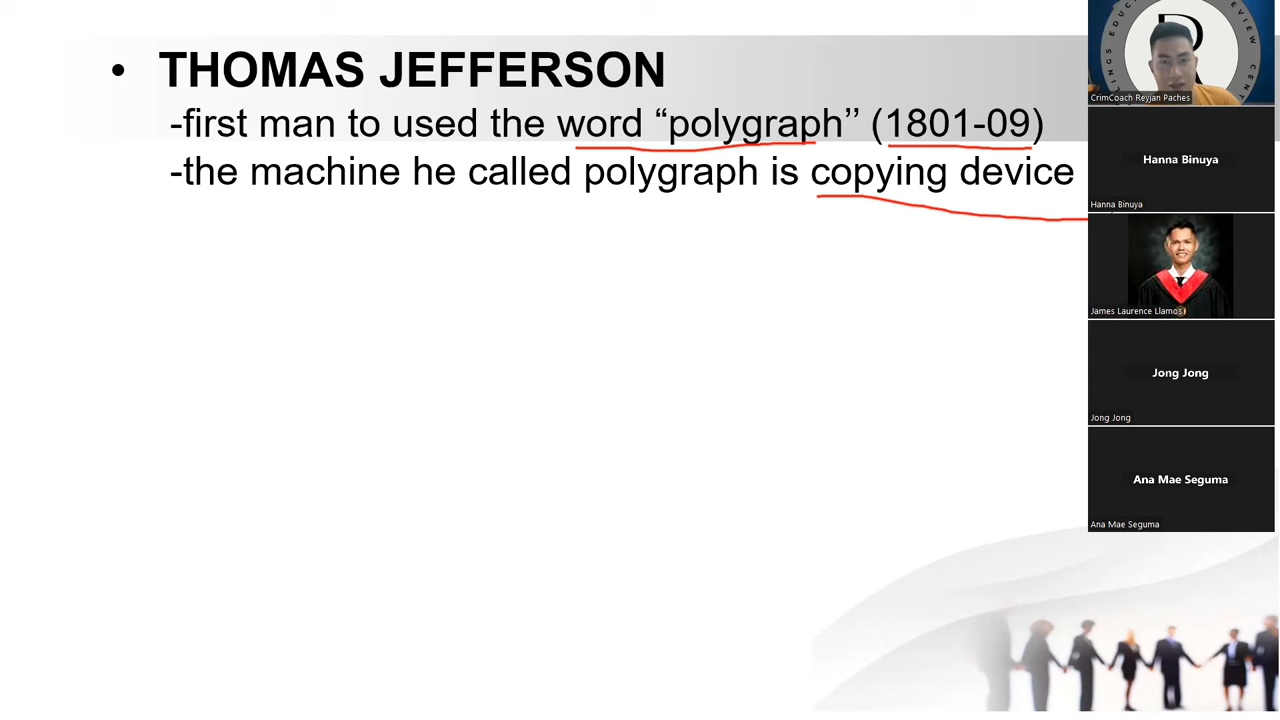 • THOMAS JEFFERSON
-first man to used the word “polygraph’’ (1801-09)
-the machine he called polygraph is copying device
CrimCoach Reyjan Paches
Hanna Binuya
Hanna Binuya
James Laurence Llamos
Jong Jong
Jong Jong
Ana Mae Seguma
Ana Mae Seguma